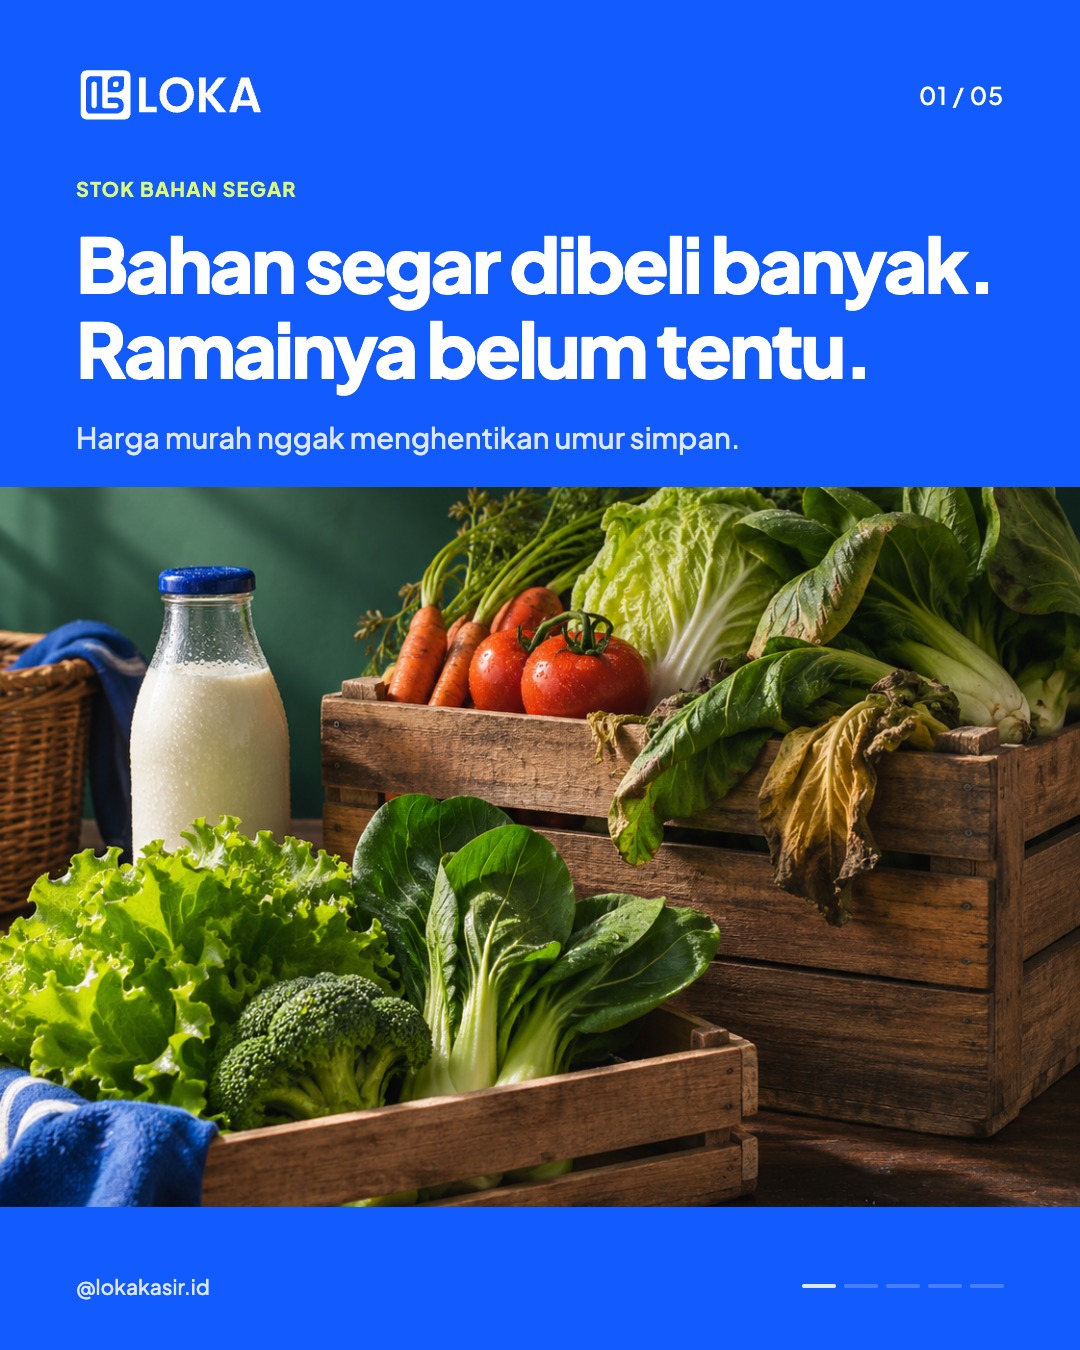 LOKA
01 / 05
STOK BAHAN SEGAR
Bahan segar dibeli banyak.
Ramainya belum tentu.
Harga murah nggak menghentikan umur simpan.
@lokakasir.id